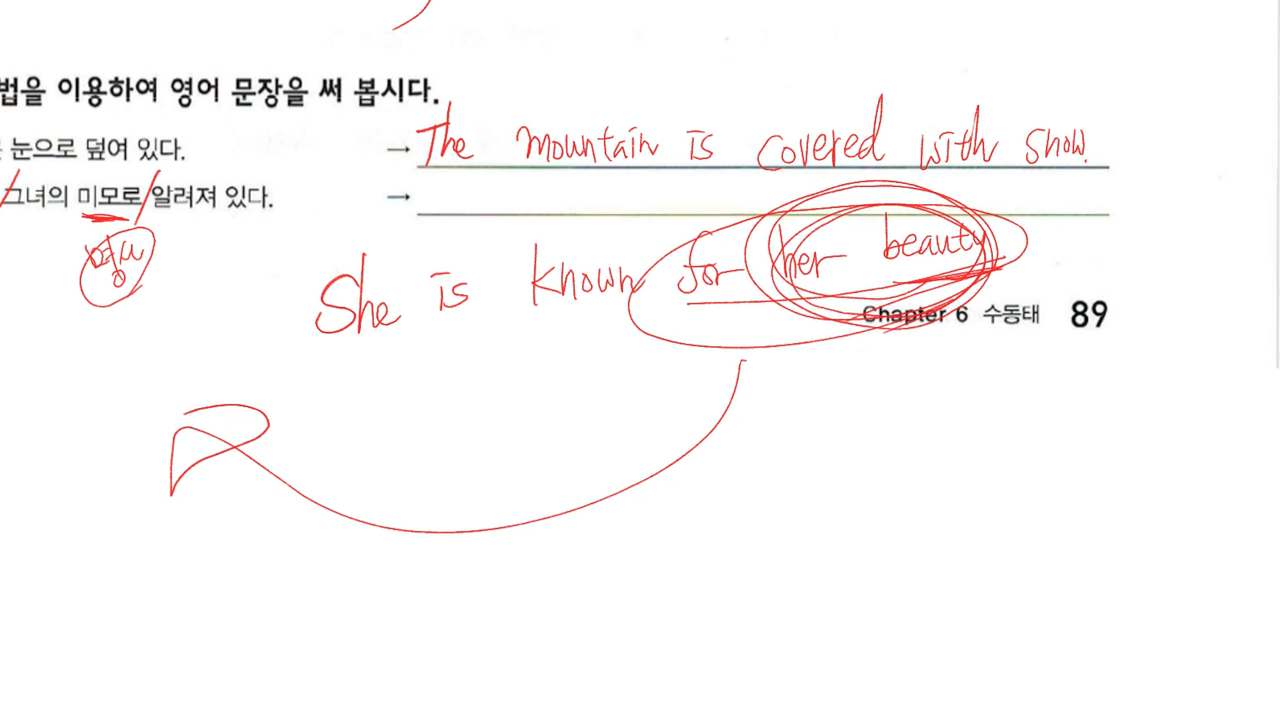 법을 이용하여 영어 문장을 써 봅시다.
눈으로 덮여 있다. → The mountain is covered with snow.
그녀의 미모로 알려져 있다. →
She is known for her beauty
Chapter 6 수동태 89